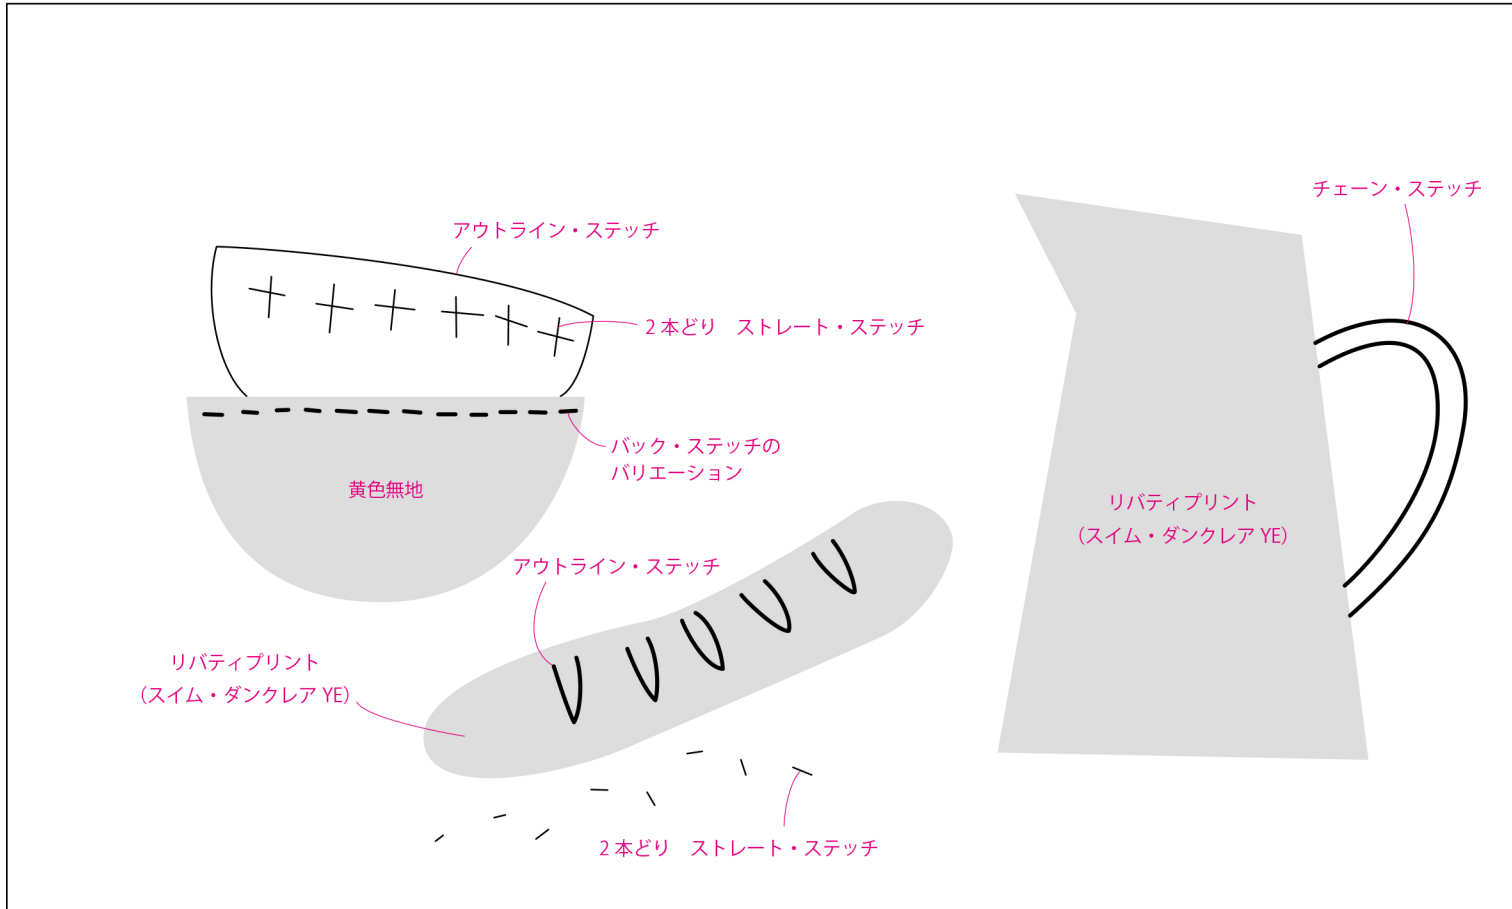 チェーン・ステッチ
アウトライン・ステッチ
2本どり　ストレート・ステッチ
バック・ステッチの
バリエーション
黄色無地
リバティプリント
（スイム・ダンクレア YE）
アウトライン・ステッチ
リバティプリント
（スイム・ダンクレア YE）
2本どり　ストレート・ステッチ